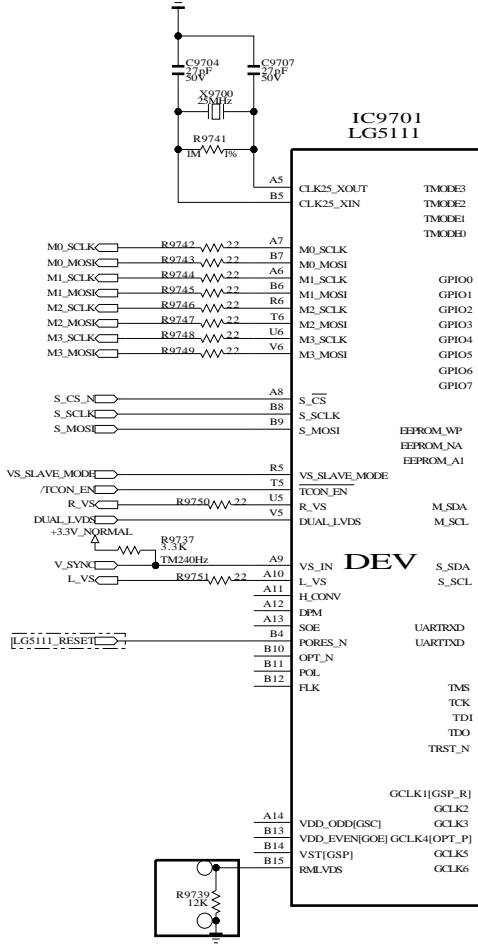 C9704 C9707
27pF 27pF
50V 50V
X9700
25MHz
IC9701
LG5111
R9741
1M 1%
A5 CLK25_XOUT TMODE3
B5 CLK25_XIN TMODE2
TMODE1
TMODE0
M0_SCLK R9742 22 A7 M0_SCLK
M0_MOSI R9743 22 B7 M0_MOSI
M1_SCLK R9744 22 A6 M1_SCLK GPIO0
M1_MOSI R9745 22 B6 M1_MOSI GPIO1
M2_SCLK R9746 22 R6 M2_SCLK GPIO2
M2_MOSI R9747 22 T6 M2_MOSI GPIO3
M3_SCLK R9748 22 U6 M3_SCLK GPIO4
M3_MOSI R9749 22 V6 M3_MOSI GPIO5
GPIO6
GPIO7
S_CS_N A8 S_CS
S_SCLK B8 S_SCLK
S_MOSI B9 S_MOSI EEPROM_WP
EEPROM_NA
EEPROM_A1
VS_SLAVE_MODE R5 VS_SLAVE_MODE
/TCON_EN T5 TCON_EN
R_VS R9750 22 U5 R_VS M_SDA
DUAL_LVDS V5 DUAL_LVDS M_SCL
+3.3V_NORMAL
R9737
3.3K
TM240Hz
DEV
V_SYNC A9 VS_IN S_SDA
L_VS R9751 22 A10 L_VS S_SCL
A11 H_CONV
A12 DPM
A13 SOE UARTRXD
LG5111_RESET B4 PORES_N UARTTXD
B10 OPT_N
B11 POL
B12 FLK TMS
TCK
TDI
TDO
TRST_N
GCLK1[GSP_R]
GCLK2
A14 VDD_ODD[GSC] GCLK3
B13 VDD_EVEN[GOE] GCLK4[OPT_P]
B14 VST[GSP] GCLK5
B15 RMLVDS GCLK6
R9739
12K